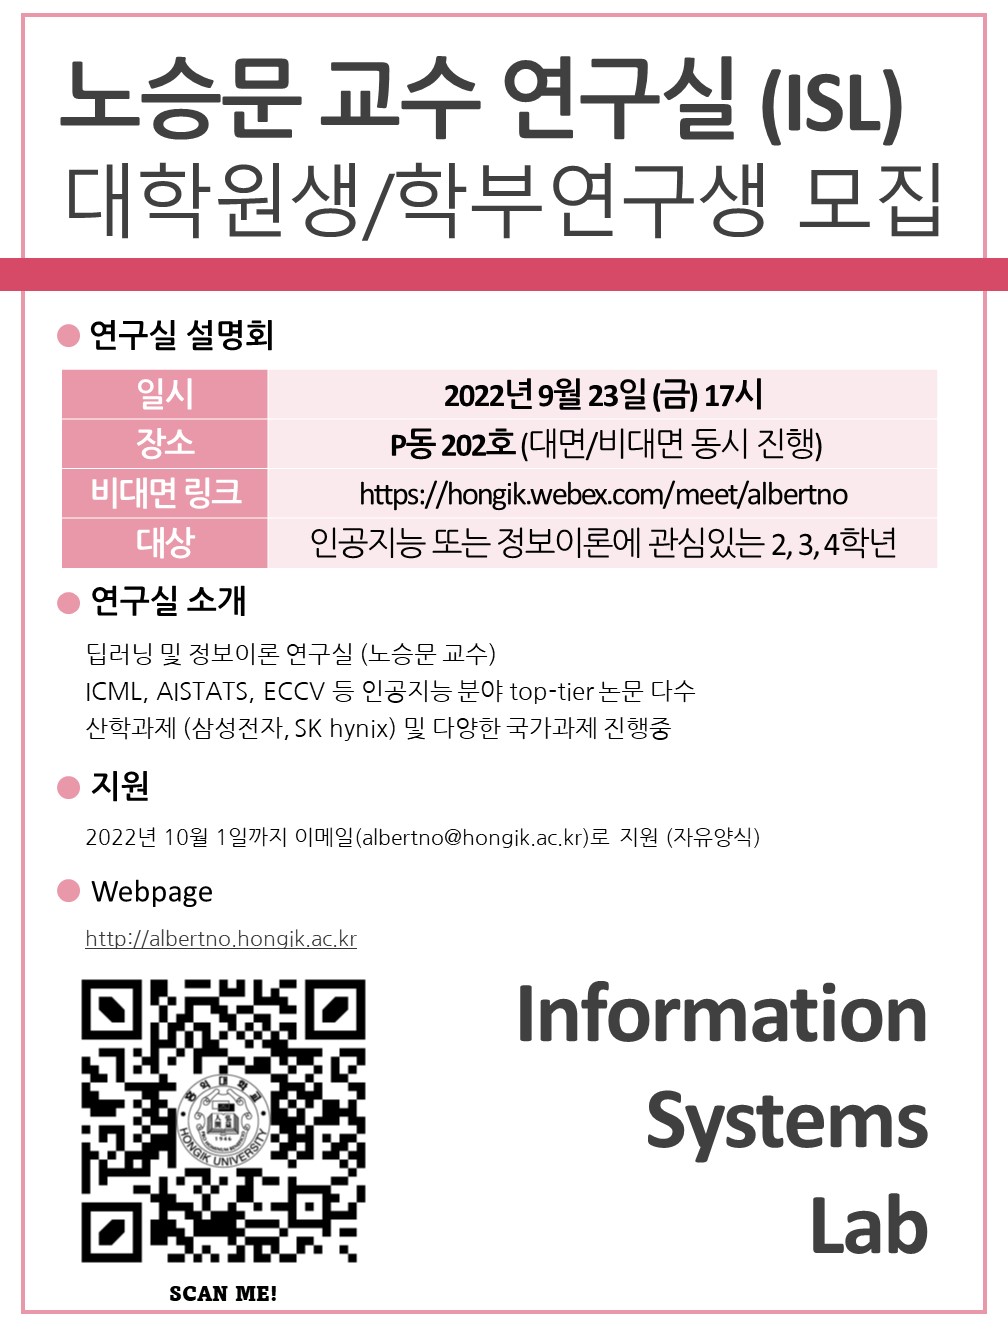 노승문 교수 연구실 (ISL)
대학원생/학부연구생 모집
연구실 설명회
일시 2022년 9월 23일 (금) 17시
장소 P동 202호 (대면/비대면 동시 진행)
비대면 링크 https://hongik.webex.com/meet/albertno
대상 인공지능 또는 정보이론에 관심있는 2, 3, 4학년
연구실 소개
딥러닝 및 정보이론 연구실 (노승문 교수)
ICML, AISTATS, ECCV 등 인공지능 분야 top-tier 논문 다수
산학과제 (삼성전자, SK hynix) 및 다양한 국가과제 진행중
지원
2022년 10월 1일까지 이메일(albertno@hongik.ac.kr)로 지원 (자유양식)
Webpage
http://albertno.hongik.ac.kr
홍익대학교
1946
HONGIK UNIVERSITY
SCAN ME!
Information
Systems
Lab